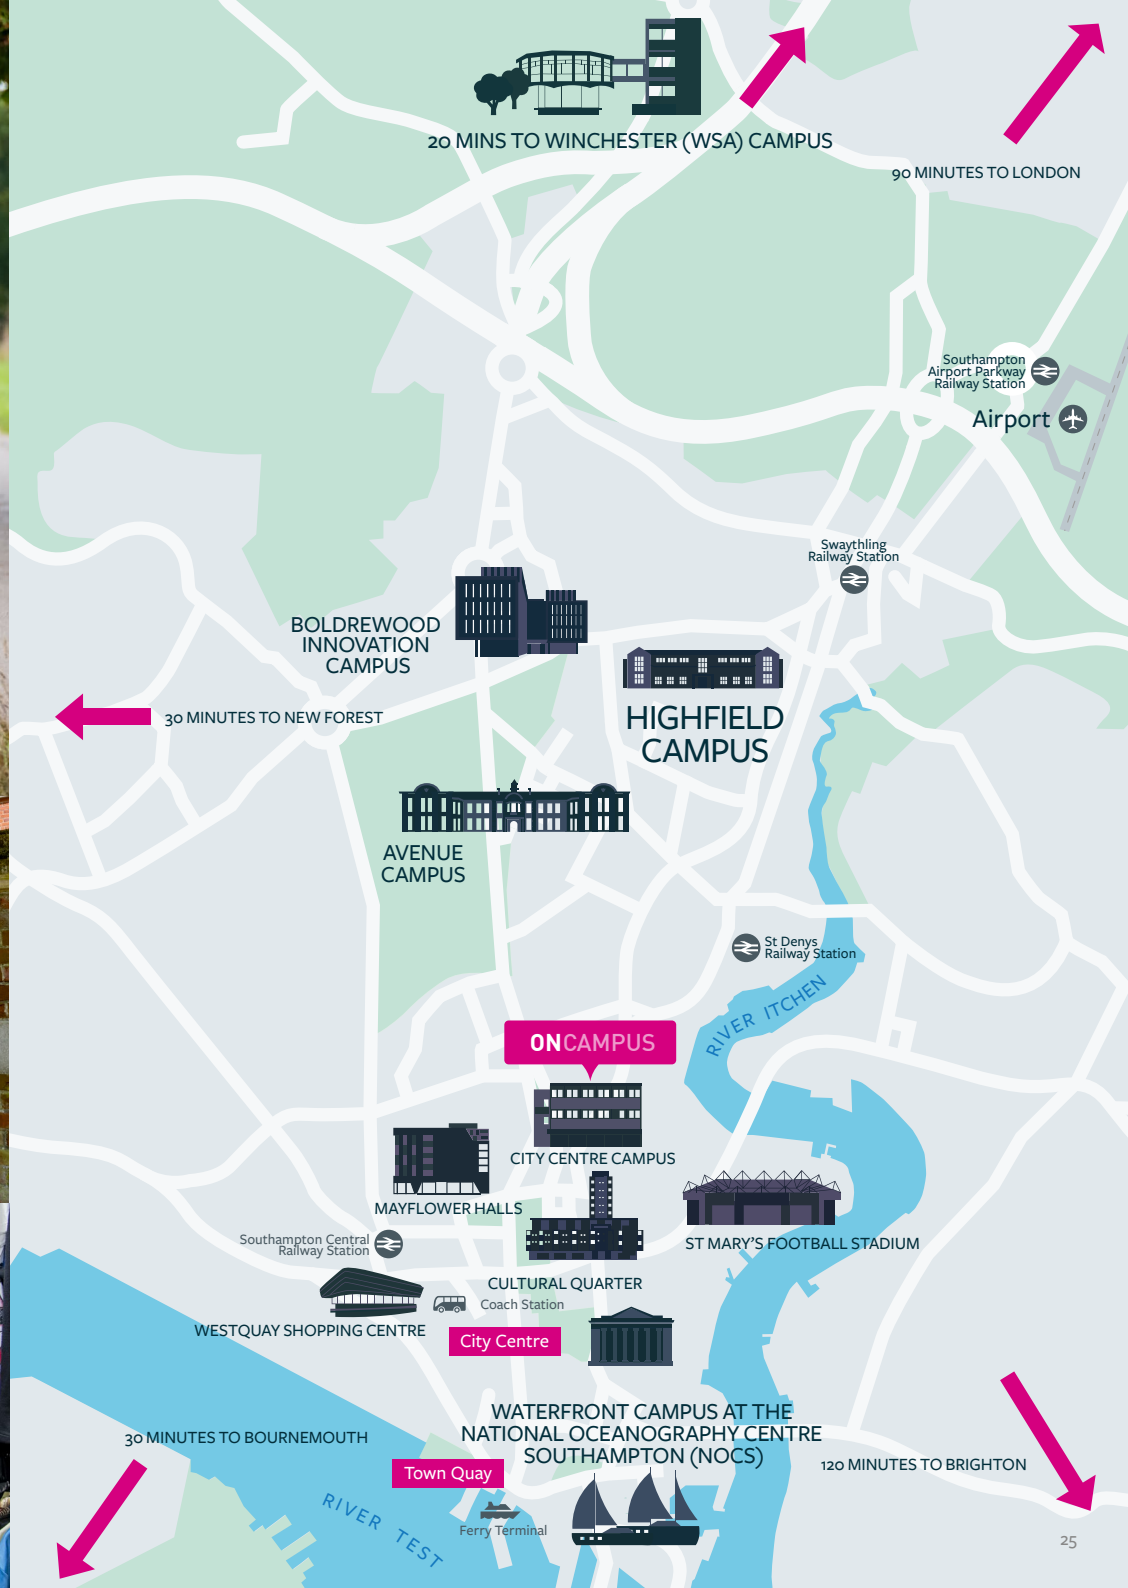 20 MINS TO WINCHESTER (WSA) CAMPUS
90 MINUTES TO LONDON
Southampton
Airport Parkway
Railway Station
Airport
Swaythling
Railway Station
BOLDREWOOD
INNOVATION
CAMPUS
30 MINUTES TO NEW FOREST
HIGHFIELD
CAMPUS
AVENUE
CAMPUS
St Denys
Railway Station
RIVER ITCHEN
ONCAMPUS
CITY CENTRE CAMPUS
MAYFLOWER HALLS
Southampton Central
Railway Station
ST MARY'S FOOTBALL STADIUM
CULTURAL QUARTER
Coach Station
WESTQUAY SHOPPING CENTRE
City Centre
WATERFRONT CAMPUS AT THE
NATIONAL OCEANOGRAPHY CENTRE
SOUTHAMPTON (NOCS)
30 MINUTES TO BOURNEMOUTH
120 MINUTES TO BRIGHTON
Town Quay
RIVER TEST
Ferry Terminal
25